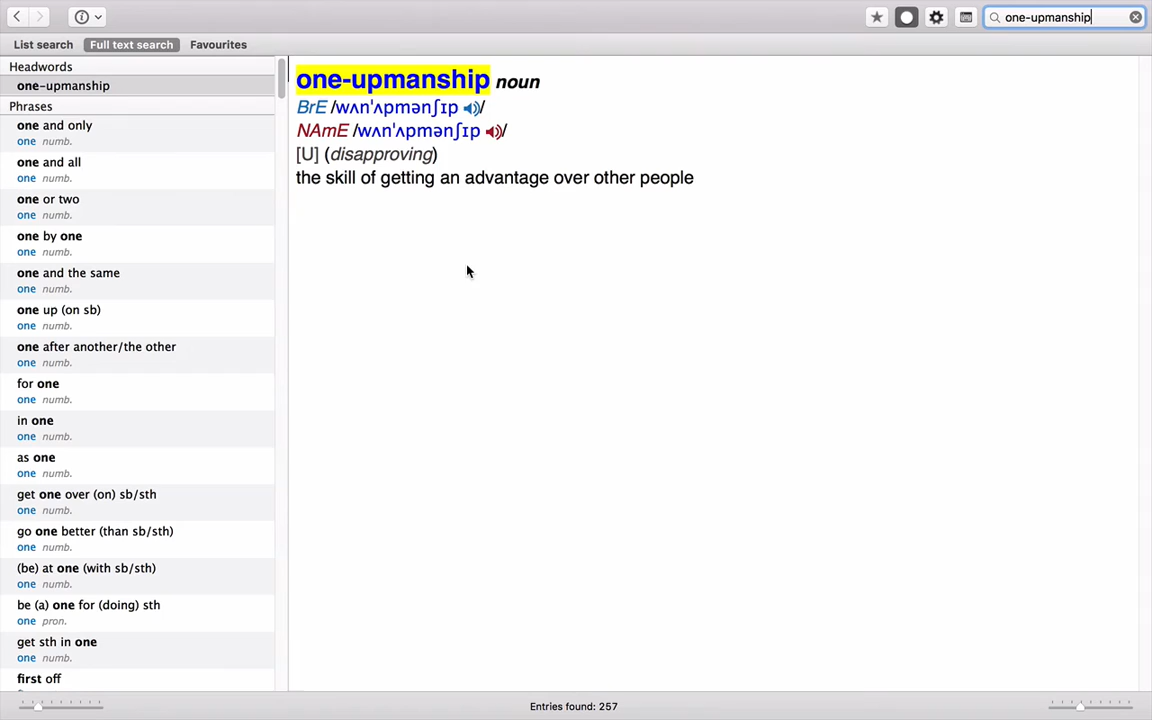 one-upmanship
List search
Full text search
Favourites
Headwords
one-upmanship
Phrases
one and only
one numb.
one and all
one numb.
one or two
one numb.
one by one
one numb.
one and the same
one numb.
one up (on sb)
one numb.
one after another/the other
one numb.
for one
one numb.
in one
one numb.
as one
one numb.
get one over (on) sb/sth
one numb.
go one better (than sb/sth)
one numb.
(be) at one (with sb/sth)
one numb.
be (a) one for (doing) sth
one pron.
get sth in one
one numb.
first off
one-upmanship noun
BrE /wʌnˈʌpmənʃɪp /
NAmE /wʌnˈʌpmənʃɪp /
[U] (disapproving)
the skill of getting an advantage over other people
Entries found: 257